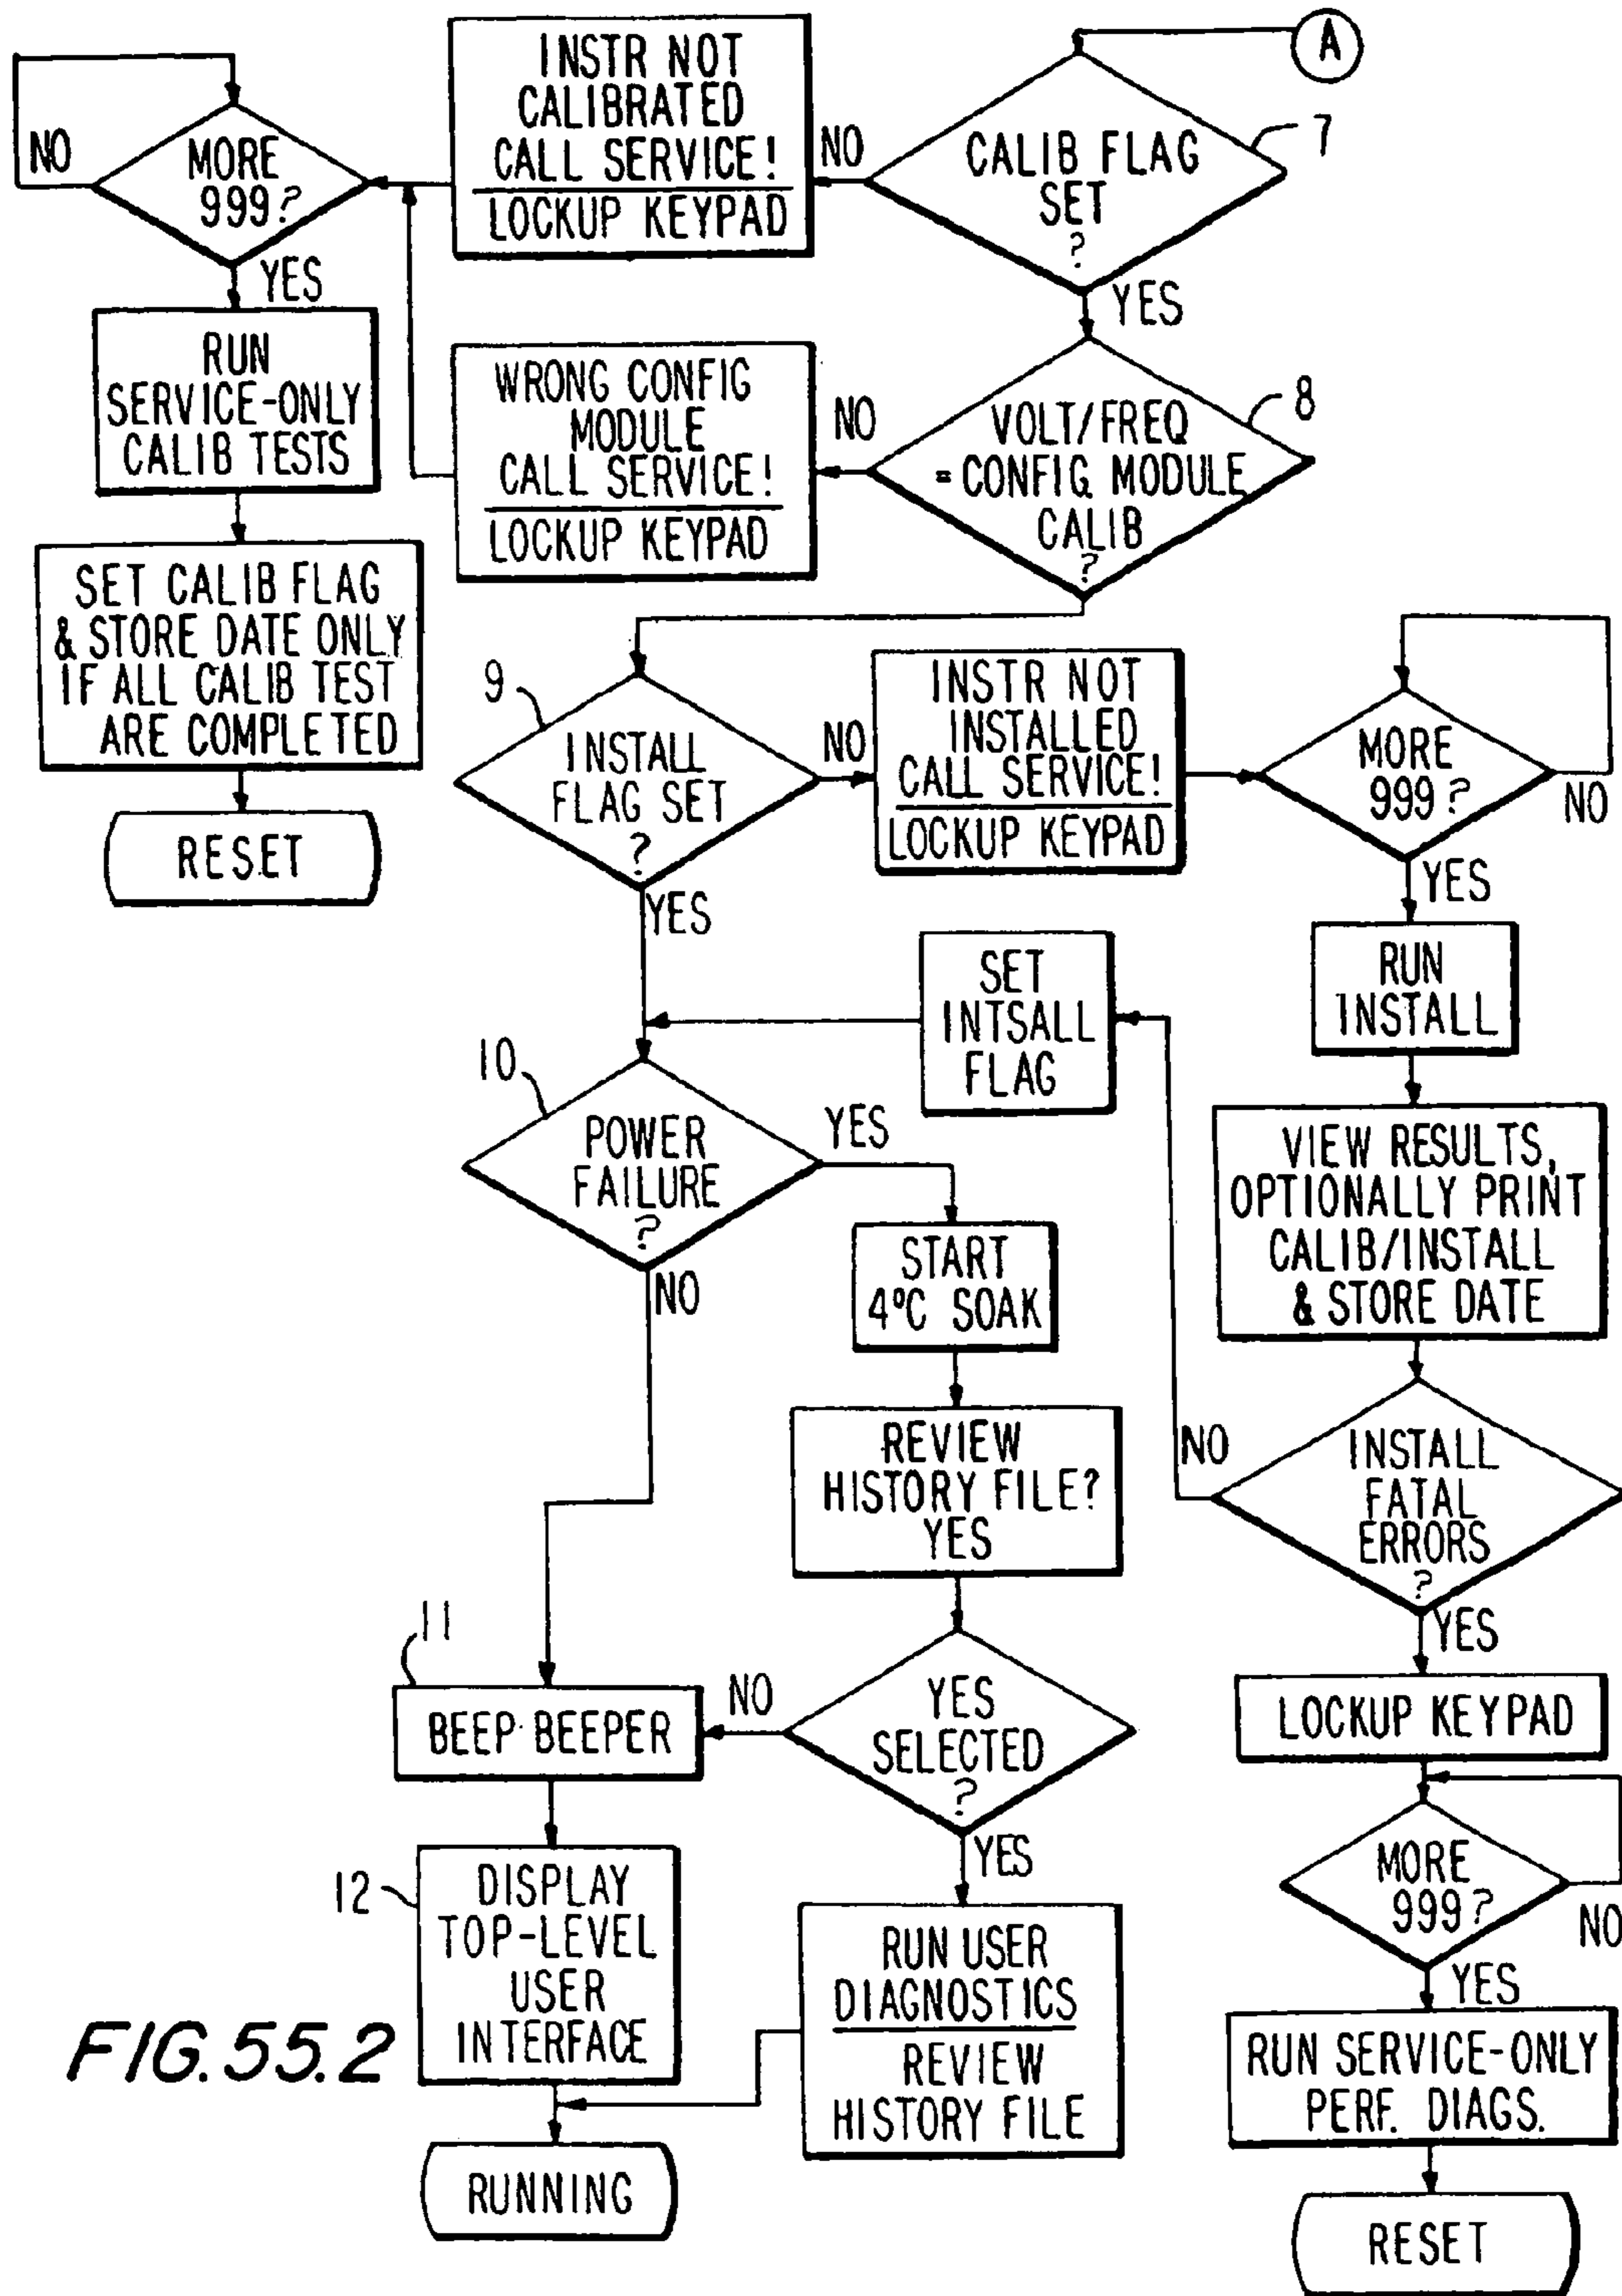 A
CALIB FLAG
SET
?
7
NO
YES
INSTR NOT
CALIBRATED
CALL SERVICE!
LOCKUP KEYPAD
MORE
999?
NO
YES
RUN
SERVICE-ONLY
CALIB TESTS
SET CALIB FLAG
& STORE DATE ONLY
IF ALL CALIB TEST
ARE COMPLETED
RESET
VOLT/FREQ
= CONFIG. MODULE
CALIB
?
8
NO
WRONG CONFIG
MODULE
CALL SERVICE!
LOCKUP KEYPAD
9
INSTALL
FLAG SET
?
NO
YES
INSTR NOT
INSTALLED
CALL SERVICE!
LOCKUP KEYPAD
MORE
999?
NO
YES
RUN
INSTALL
SET
INTSALL
FLAG
VIEW RESULTS,
OPTIONALLY PRINT
CALIB/INSTALL
& STORE DATE
INSTALL
FATAL
ERRORS
?
NO
YES
LOCKUP KEYPAD
MORE
999?
NO
YES
RUN SERVICE-ONLY
PERF. DIAGS.
RESET
10
POWER
FAILURE
?
YES
NO
START
4°C SOAK
REVIEW
HISTORY FILE?
YES
YES
SELECTED
?
NO
YES
11
BEEP BEEPER
12
DISPLAY
TOP-LEVEL
USER
INTERFACE
RUN USER
DIAGNOSTICS
REVIEW
HISTORY FILE
RUNNING
FIG. 55.2